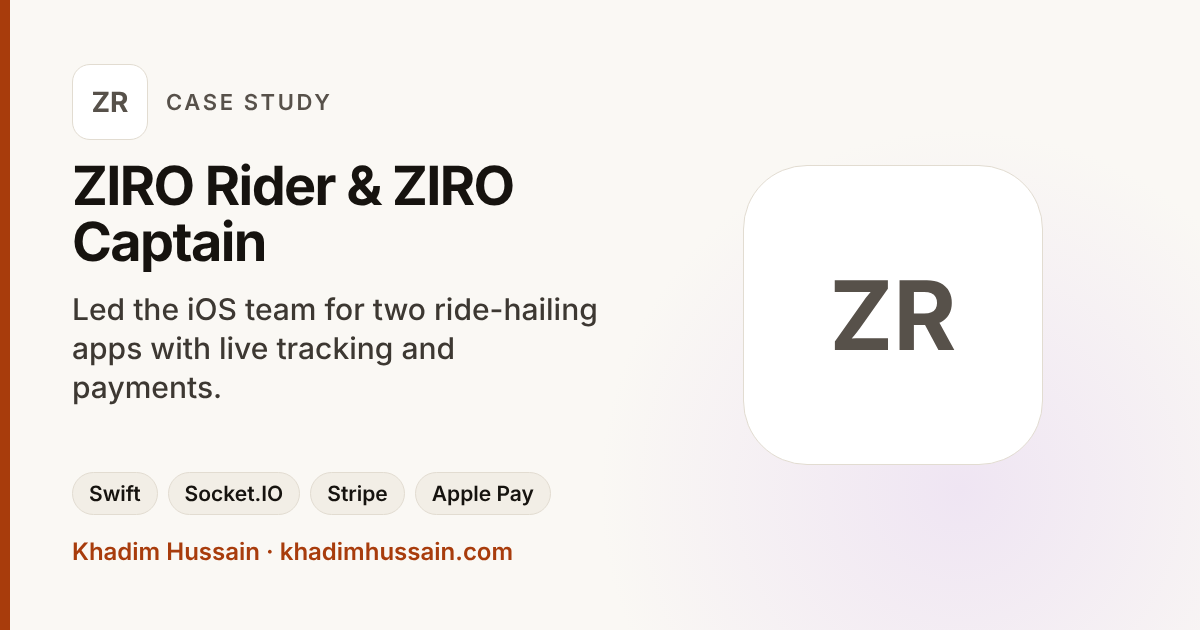 ZR
CASE STUDY
ZIRO Rider & ZIRO
Captain
Led the iOS team for two ride-hailing
apps with live tracking and
payments.
Swift
Socket.IO
Stripe
Apple Pay
Khadim Hussain · khadimhussain.com
ZR